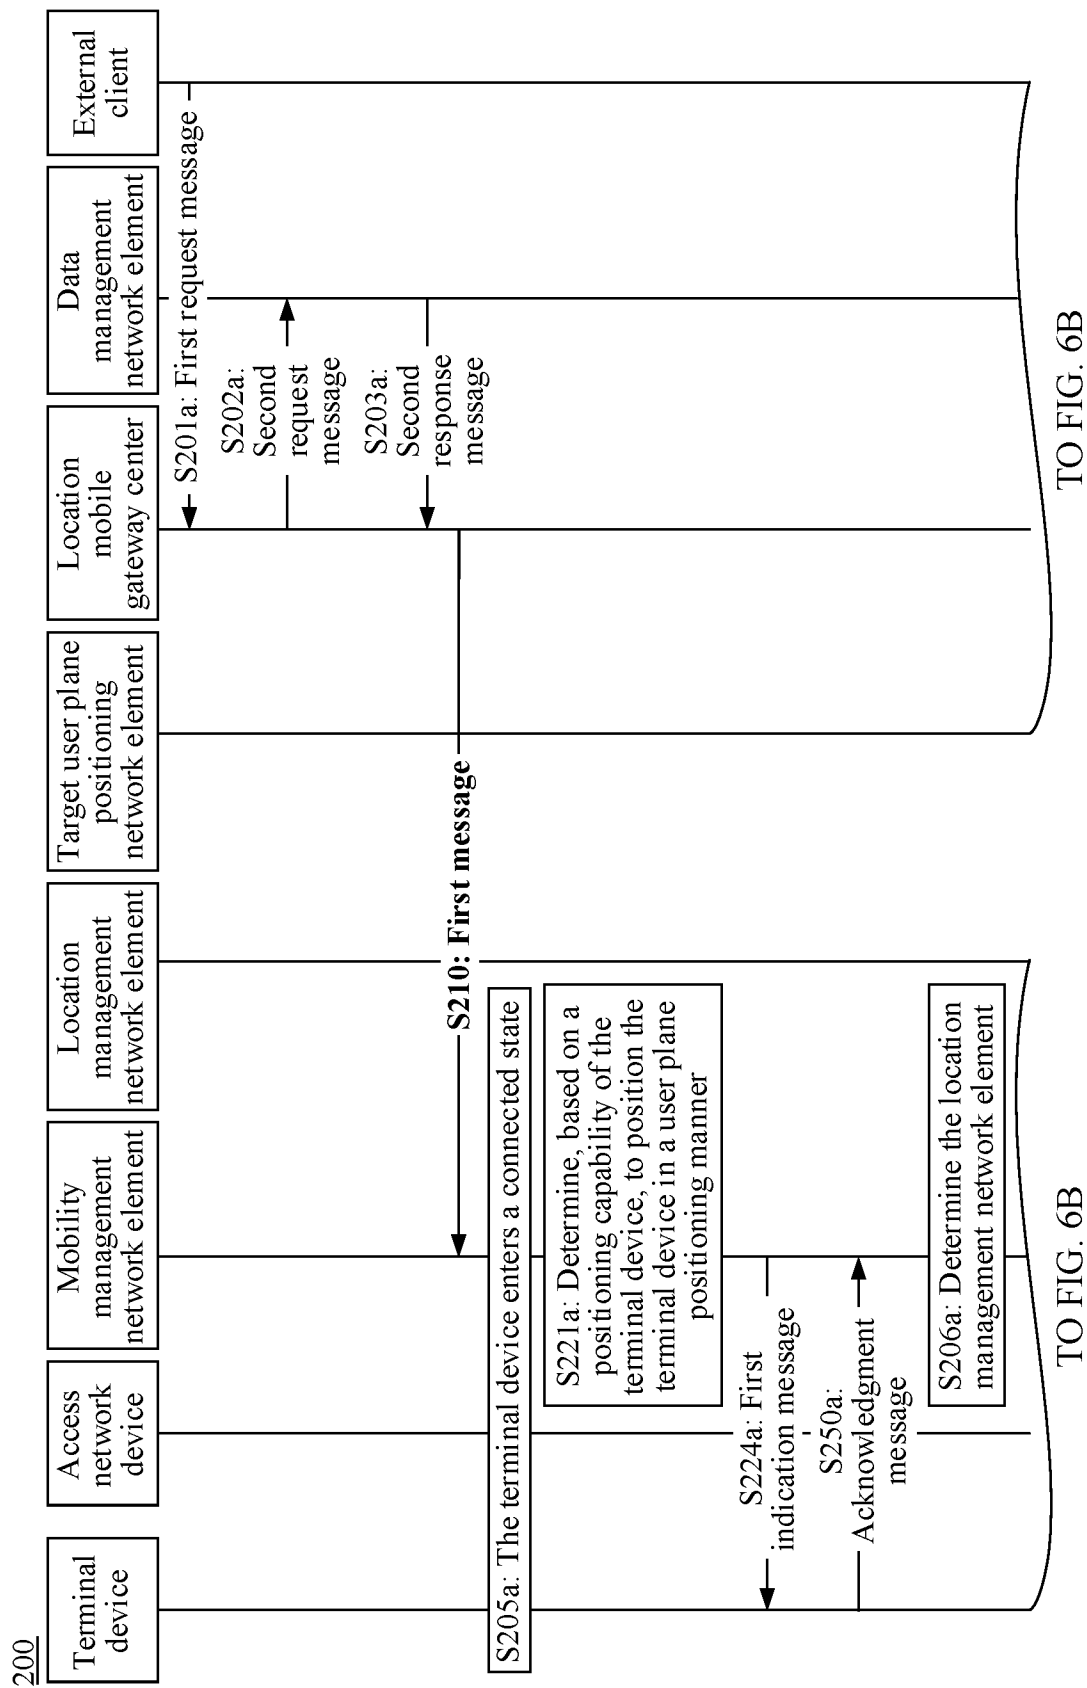 200
Terminal
device
Access
network
device
Mobility
management
network element
Location
management
network element
Target user plane
positioning
network element
Location
mobile
gateway center
Data
management
network element
External
client
S201a: First request message
S202a:
Second
request
message
S203a:
Second
response
message
S210: First message
S205a: The terminal device enters a connected state
S221a: Determine, based on a
positioning capability of the
terminal device, to position the
terminal device in a user plane
positioning manner
S224a: First
indication message
S250a:
Acknowledgment
message
S206a: Determine the location
management network element
TO FIG. 6B
TO FIG. 6B